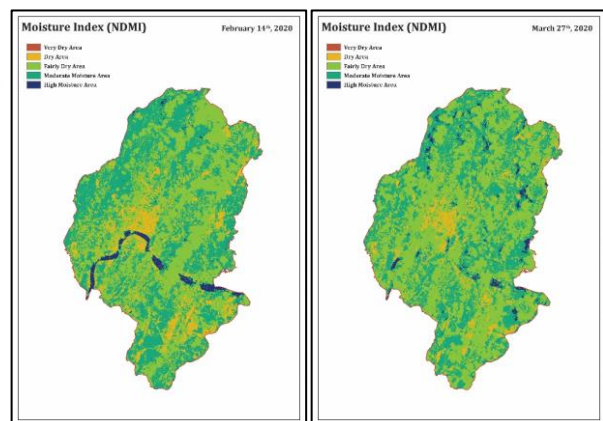 Moisture Index (NDMI) February 14th, 2020
Very Dry Area
Dry Area
Fairly Dry Area
Moderate Moisture Area
High Moisture Area
Moisture Index (NDMI) March 27th, 2020
Very Dry Area
Dry Area
Fairly Dry Area
Moderate Moisture Area
High Moisture Area